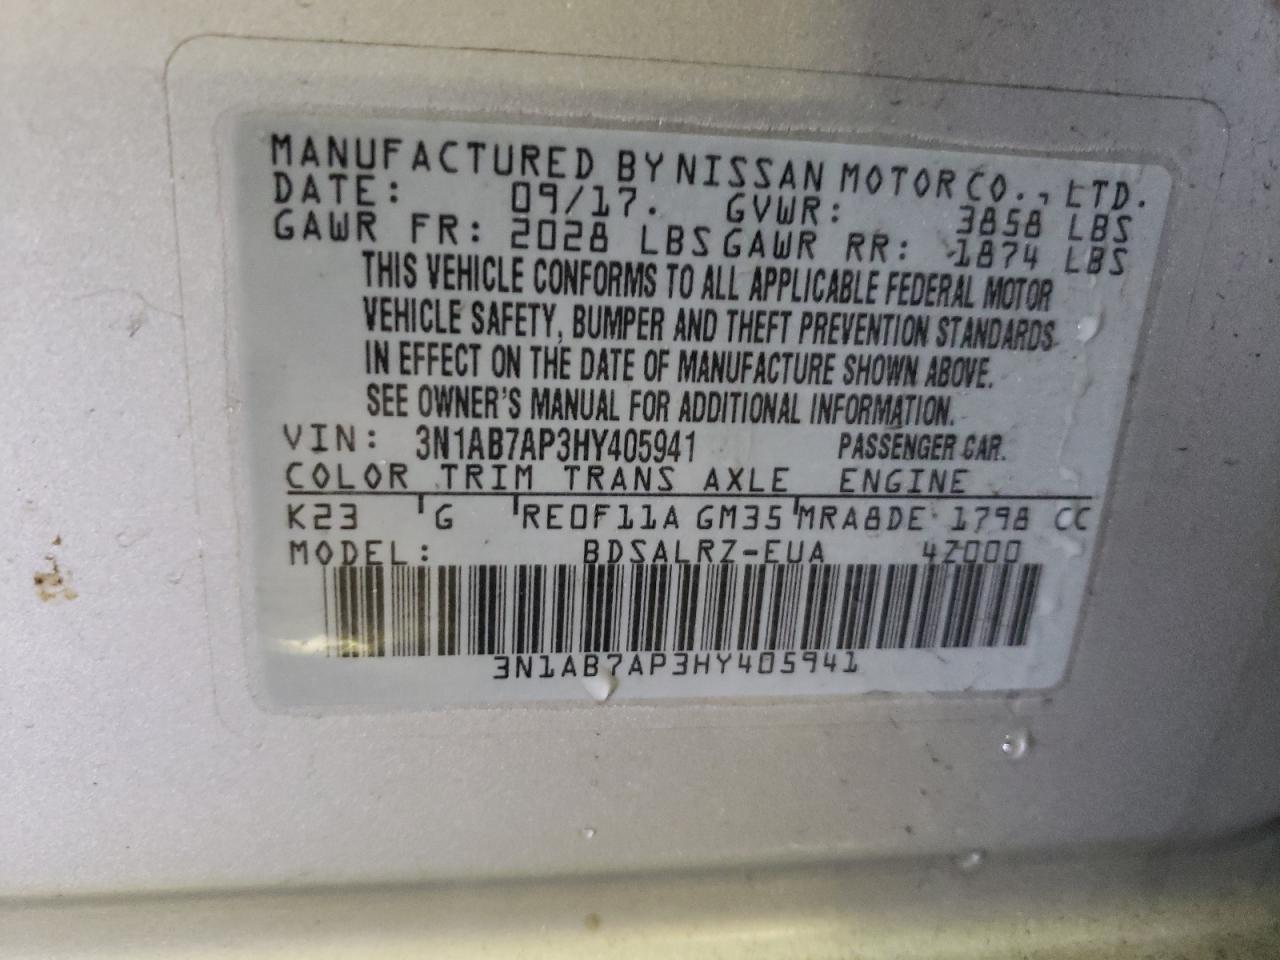 MANUFACTURED BY NISSAN MOTOR CO., LTD.
DATE: 09/17. GVWR: 3858 LBS
GAWR FR: 2028 LBS GAWR RR: 1874 LBS
THIS VEHICLE CONFORMS TO ALL APPLICABLE FEDERAL MOTOR
VEHICLE SAFETY, BUMPER AND THEFT PREVENTION STANDARDS
IN EFFECT ON THE DATE OF MANUFACTURE SHOWN ABOVE.
SEE OWNER'S MANUAL FOR ADDITIONAL INFORMATION.
VIN: 3N1AB7AP3HY405941 PASSENGER CAR.
COLOR TRIM TRANS AXLE ENGINE
K23 G RE0F11A GM35 MRA8DE 1798 CC
MODEL: BDSALRZ-EUA 4Z000
3N1AB7AP3HY405941